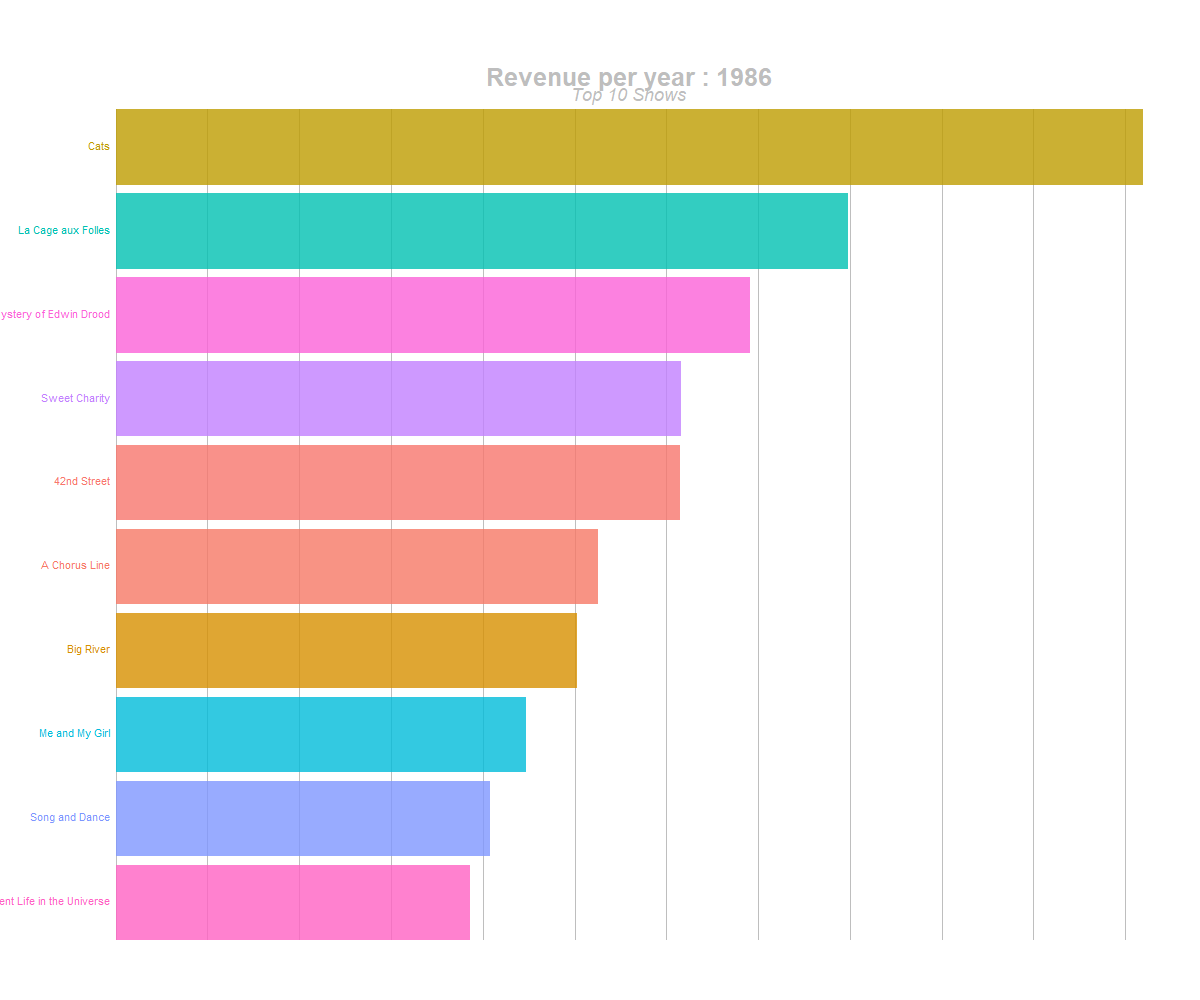 Revenue per year : 1986
Top 10 Shows
Cats
La Cage aux Folles
ystery of Edwin Drood
Sweet Charity
42nd Street
A Chorus Line
Big River
Me and My Girl
Song and Dance
ent Life in the Universe